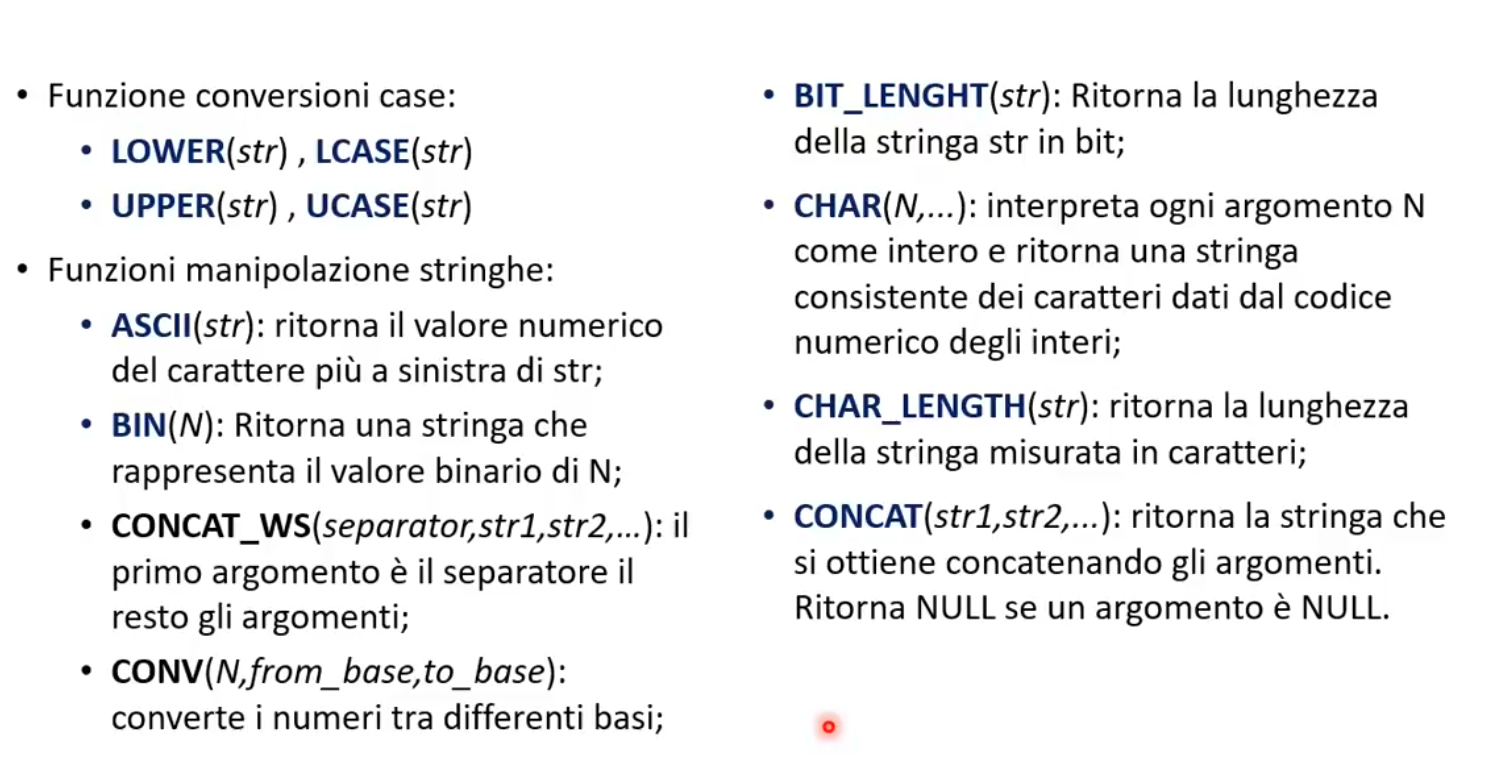 • Funzione conversioni case:
• LOWER(str) , LCASE(str)
• UPPER(str) , UCASE(str)
• Funzioni manipolazione stringhe:
• ASCII(str): ritorna il valore numerico
del carattere più a sinistra di str;
• BIN(N): Ritorna una stringa che
rappresenta il valore binario di N;
• CONCAT_WS(separator,str1,str2,...): il
primo argomento è il separatore il
resto gli argomenti;
• CONV(N,from_base,to_base):
converte i numeri tra differenti basi;
• BIT_LENGHT(str): Ritorna la lunghezza
della stringa str in bit;
• CHAR(N,...): interpreta ogni argomento N
come intero e ritorna una stringa
consistente dei caratteri dati dal codice
numerico degli interi;
• CHAR_LENGTH(str): ritorna la lunghezza
della stringa misurata in caratteri;
• CONCAT(str1,str2,...): ritorna la stringa che
si ottiene concatenando gli argomenti.
Ritorna NULL se un argomento è NULL.